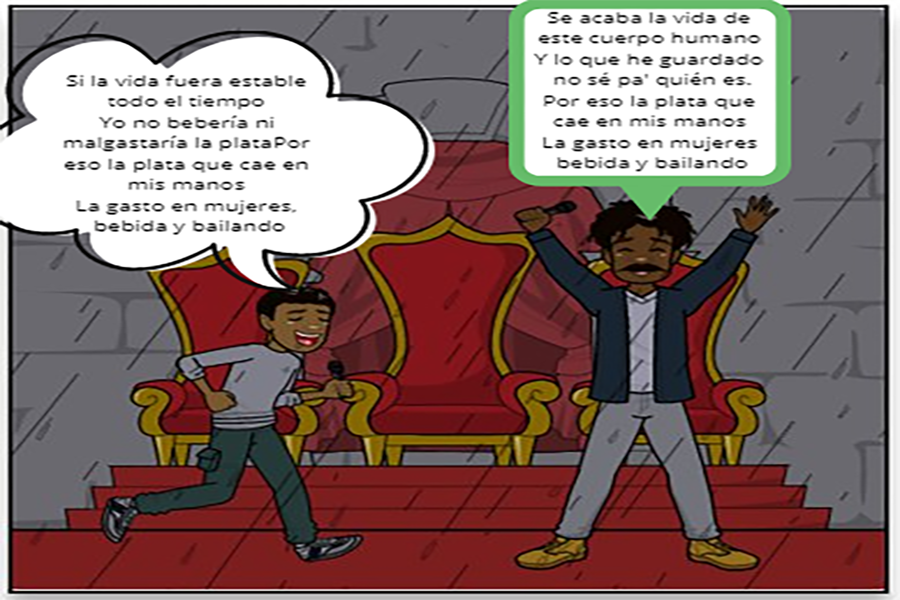 Si la vida fuera estable
todo el tiempo
Yo no bebería ni
malgastaría la plataPor
eso la plata que cae en
mis manos
La gasto en mujeres,
bebida y bailando
Se acaba la vida de
este cuerpo humano
Y lo que he guardado
no sé pa' quién es.
Por eso la plata que
cae en mis manos
La gasto en mujeres
bebida y bailando